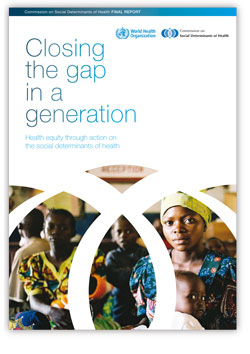 Commission on Social Determinants of Health FINAL REPORT
World Health
Organization
Commission on
Social Determinants of Health
Closing
the gap
in a
generation
Health equity through action on
the social determinants of health
RECEPTION